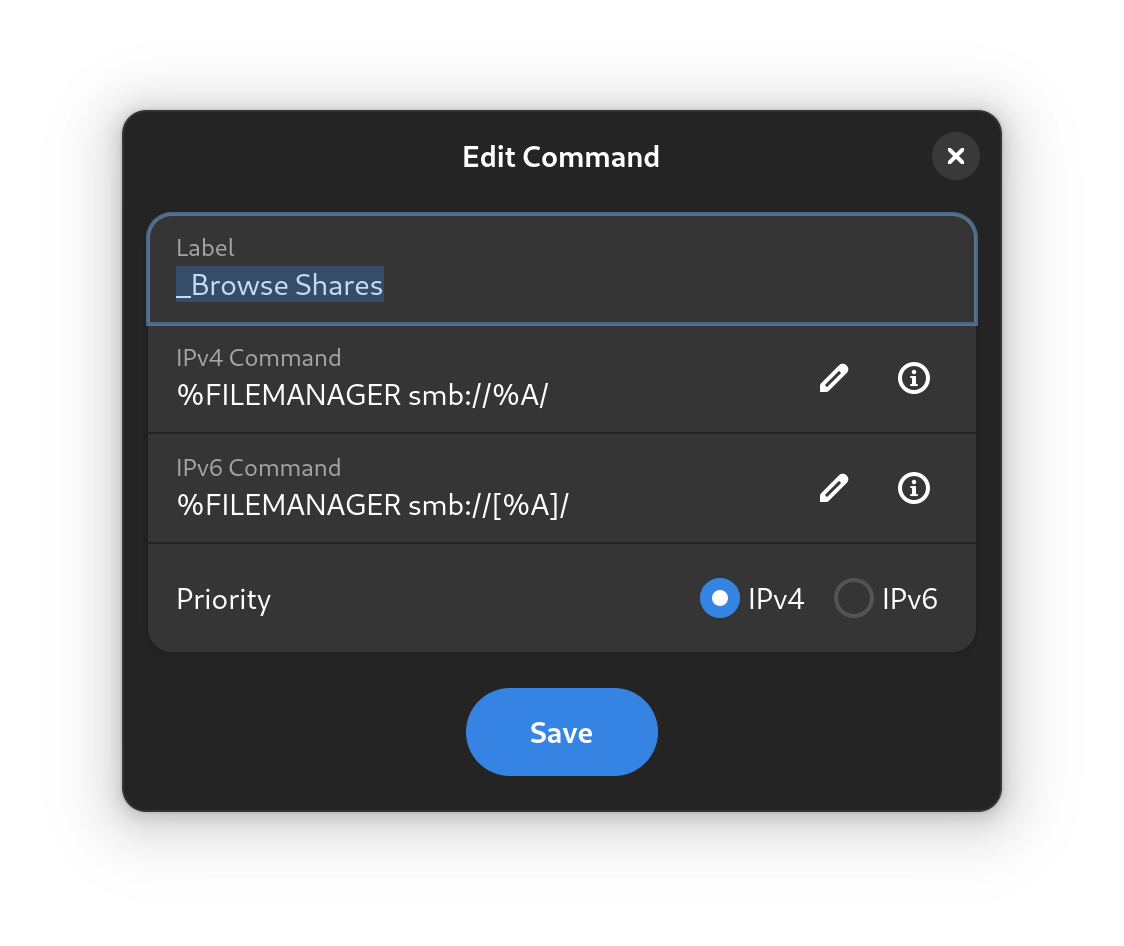 Edit Command
Label
_Browse Shares
IPv4 Command
%FILEMANAGER smb://%A/
IPv6 Command
%FILEMANAGER smb://[%A]/
Priority IPv4 IPv6
Save